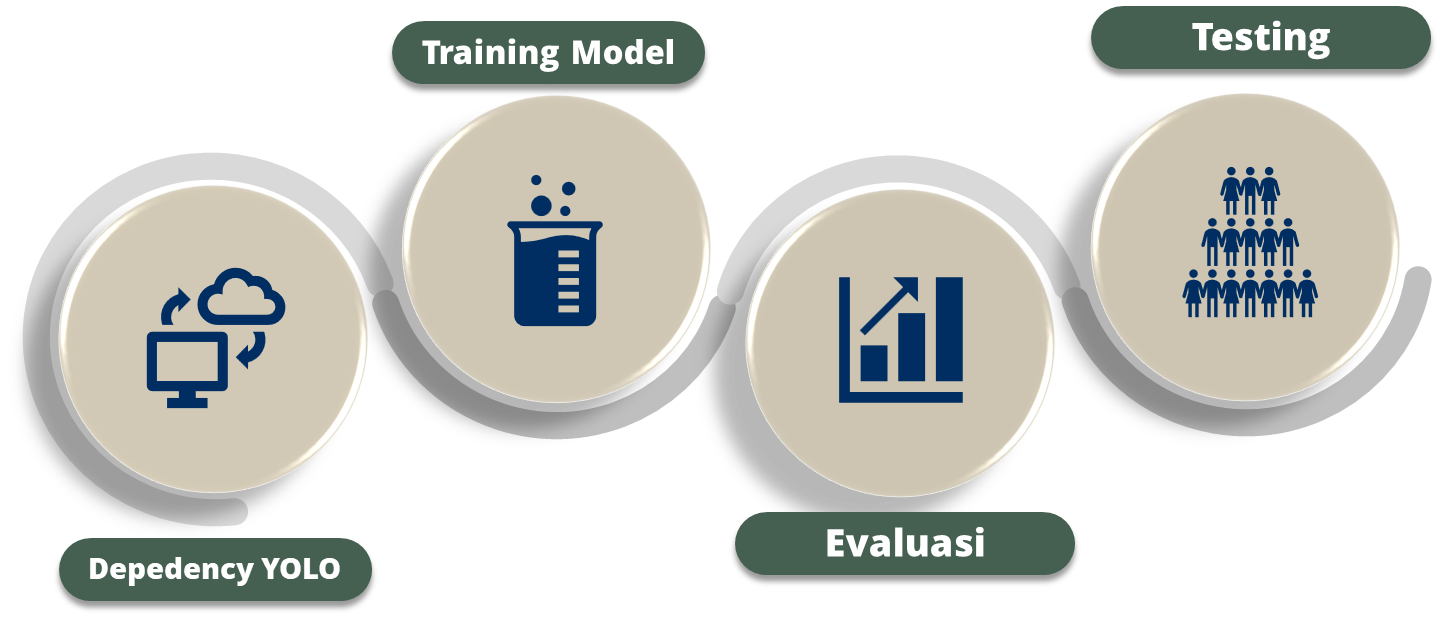 Depedency YOLO
Training Model
Evaluasi
Testing